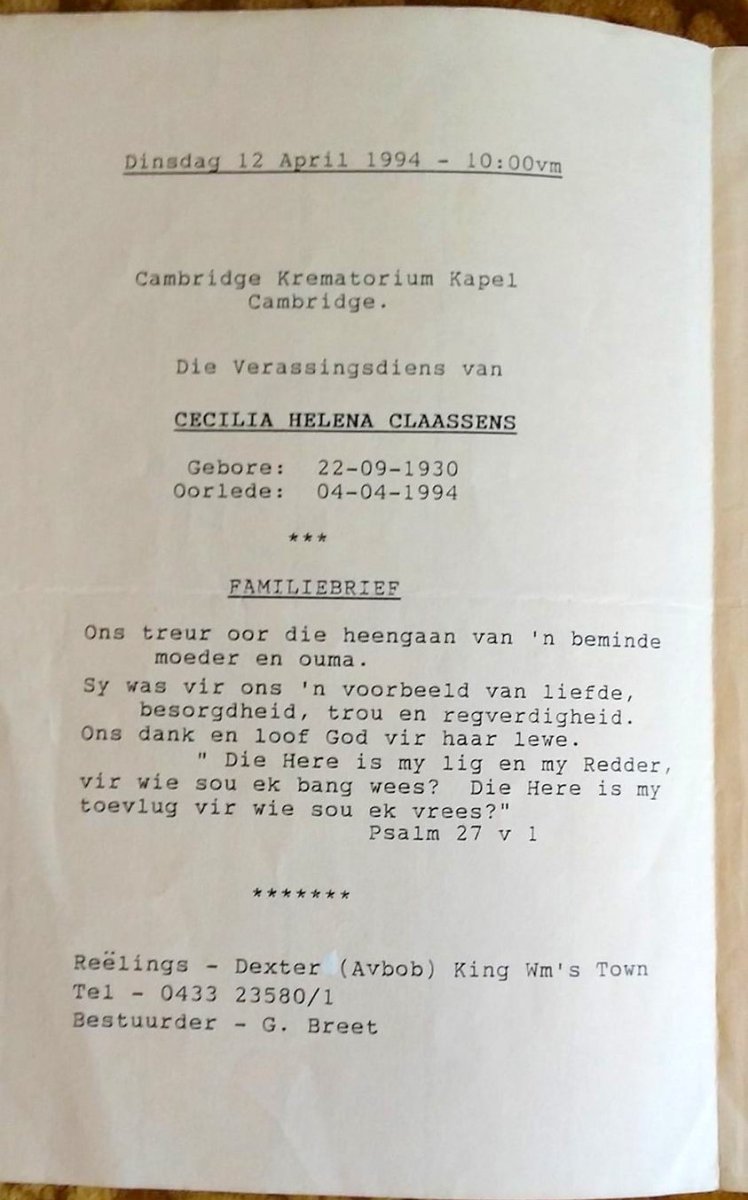 Dinsdag 12 April 1994 - 10:00vm
Cambridge Krematorium Kapel
Cambridge.
Die Verassingsdiens van
CECILIA HELENA CLAASSENS
Gebore: 22-09-1930
Oorlede: 04-04-1994
***
FAMILIEBRIEF
Ons treur oor die heengaan van 'n beminde
moeder en ouma.
Sy was vir ons 'n voorbeeld van liefde,
besorgdheid, trou en regverdigheid.
Ons dank en loof God vir haar lewe.
" Die Here is my lig en my Redder,
vir wie sou ek bang wees? Die Here is my
toevlug vir wie sou ek vrees?"
Psalm 27 v 1
*******
Reëlings - Dexter (Avbob) King Wm's Town
Tel - 0433 23580/1
Bestuurder - G. Breet